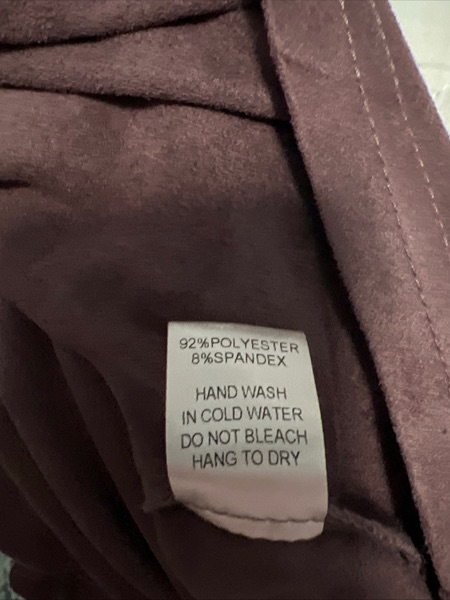 92%POLYESTER
8%SPANDEX
HAND WASH
IN COLD WATER
DO NOT BLEACH
HANG TO DRY